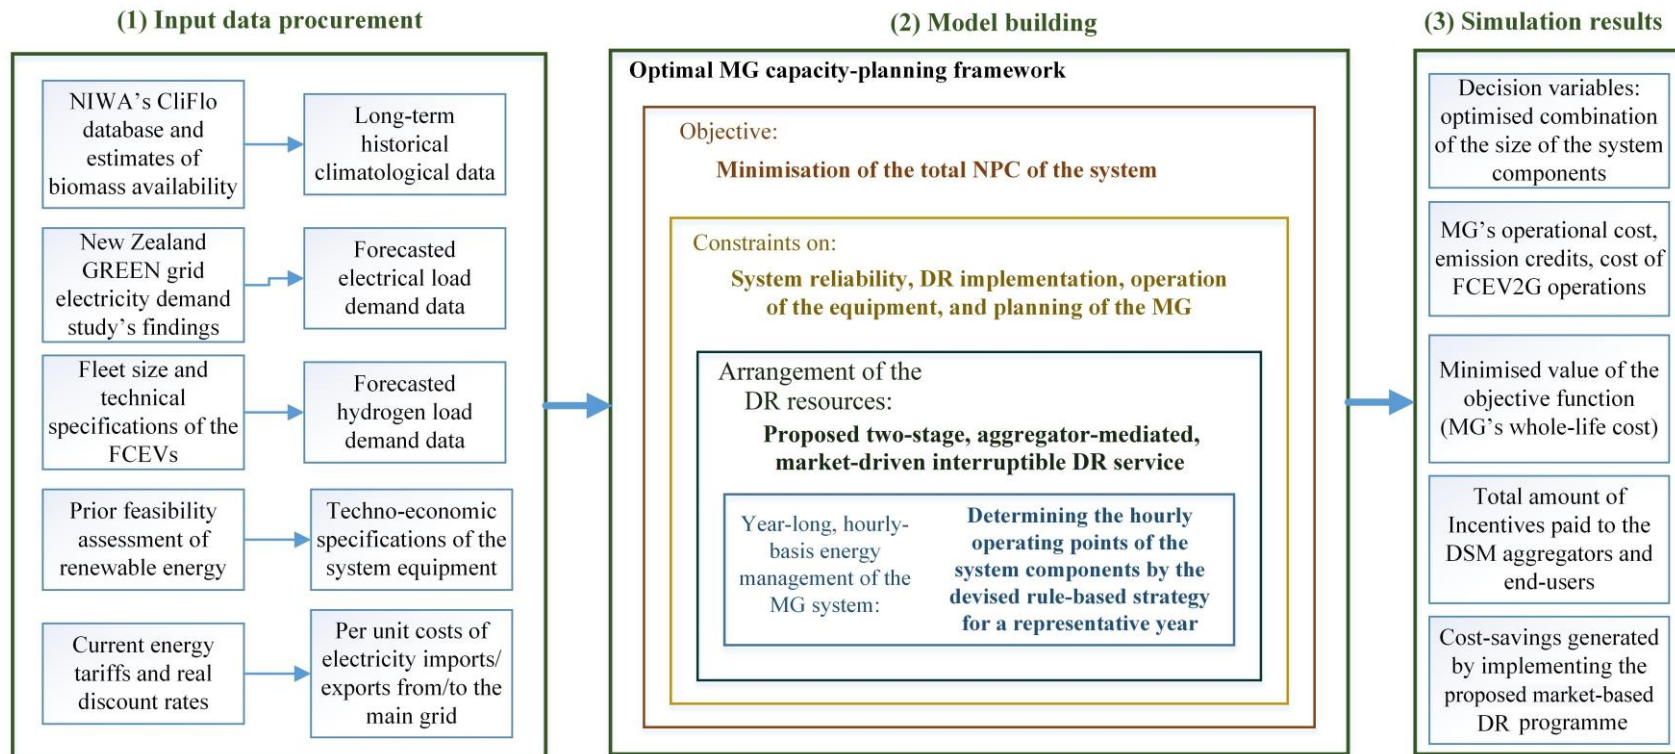 (1) Input data procurement
NIWA's CliFlo
database and
estimates of
biomass availability
Long-term
historical
climatological data
New Zealand
GREEN grid
electricity demand
study's findings
Forecasted
electrical load
demand data
Fleet size and
technical
specifications of the
FCEVs
Forecasted
hydrogen load
demand data
Prior feasibility
assessment of
renewable energy
Techno-economic
specifications of the
system equipment
Current energy
tariffs and real
discount rates
Per unit costs of
electricity imports/
exports from/to the
main grid
(2) Model building
Optimal MG capacity-planning framework
Objective:
Minimisation of the total NPC of the system
Constraints on:
System reliability, DR implementation, operation
of the equipment, and planning of the MG
Arrangement of the
DR resources:
Proposed two-stage, aggregator-mediated,
market-driven interruptible DR service
Year-long, hourly-
basis energy
management of the
MG system:
Determining the hourly
operating points of the
system components by the
devised rule-based strategy
for a representative year
(3) Simulation results
Decision variables:
optimised combination
of the size of the system
components
MG's operational cost,
emission credits, cost of
FCEV2G operations
Minimised value of the
objective function
(MG's whole-life cost)
Total amount of
Incentives paid to the
DSM aggregators and
end-users
Cost-savings generated
by implementing the
proposed market-based
DR programme